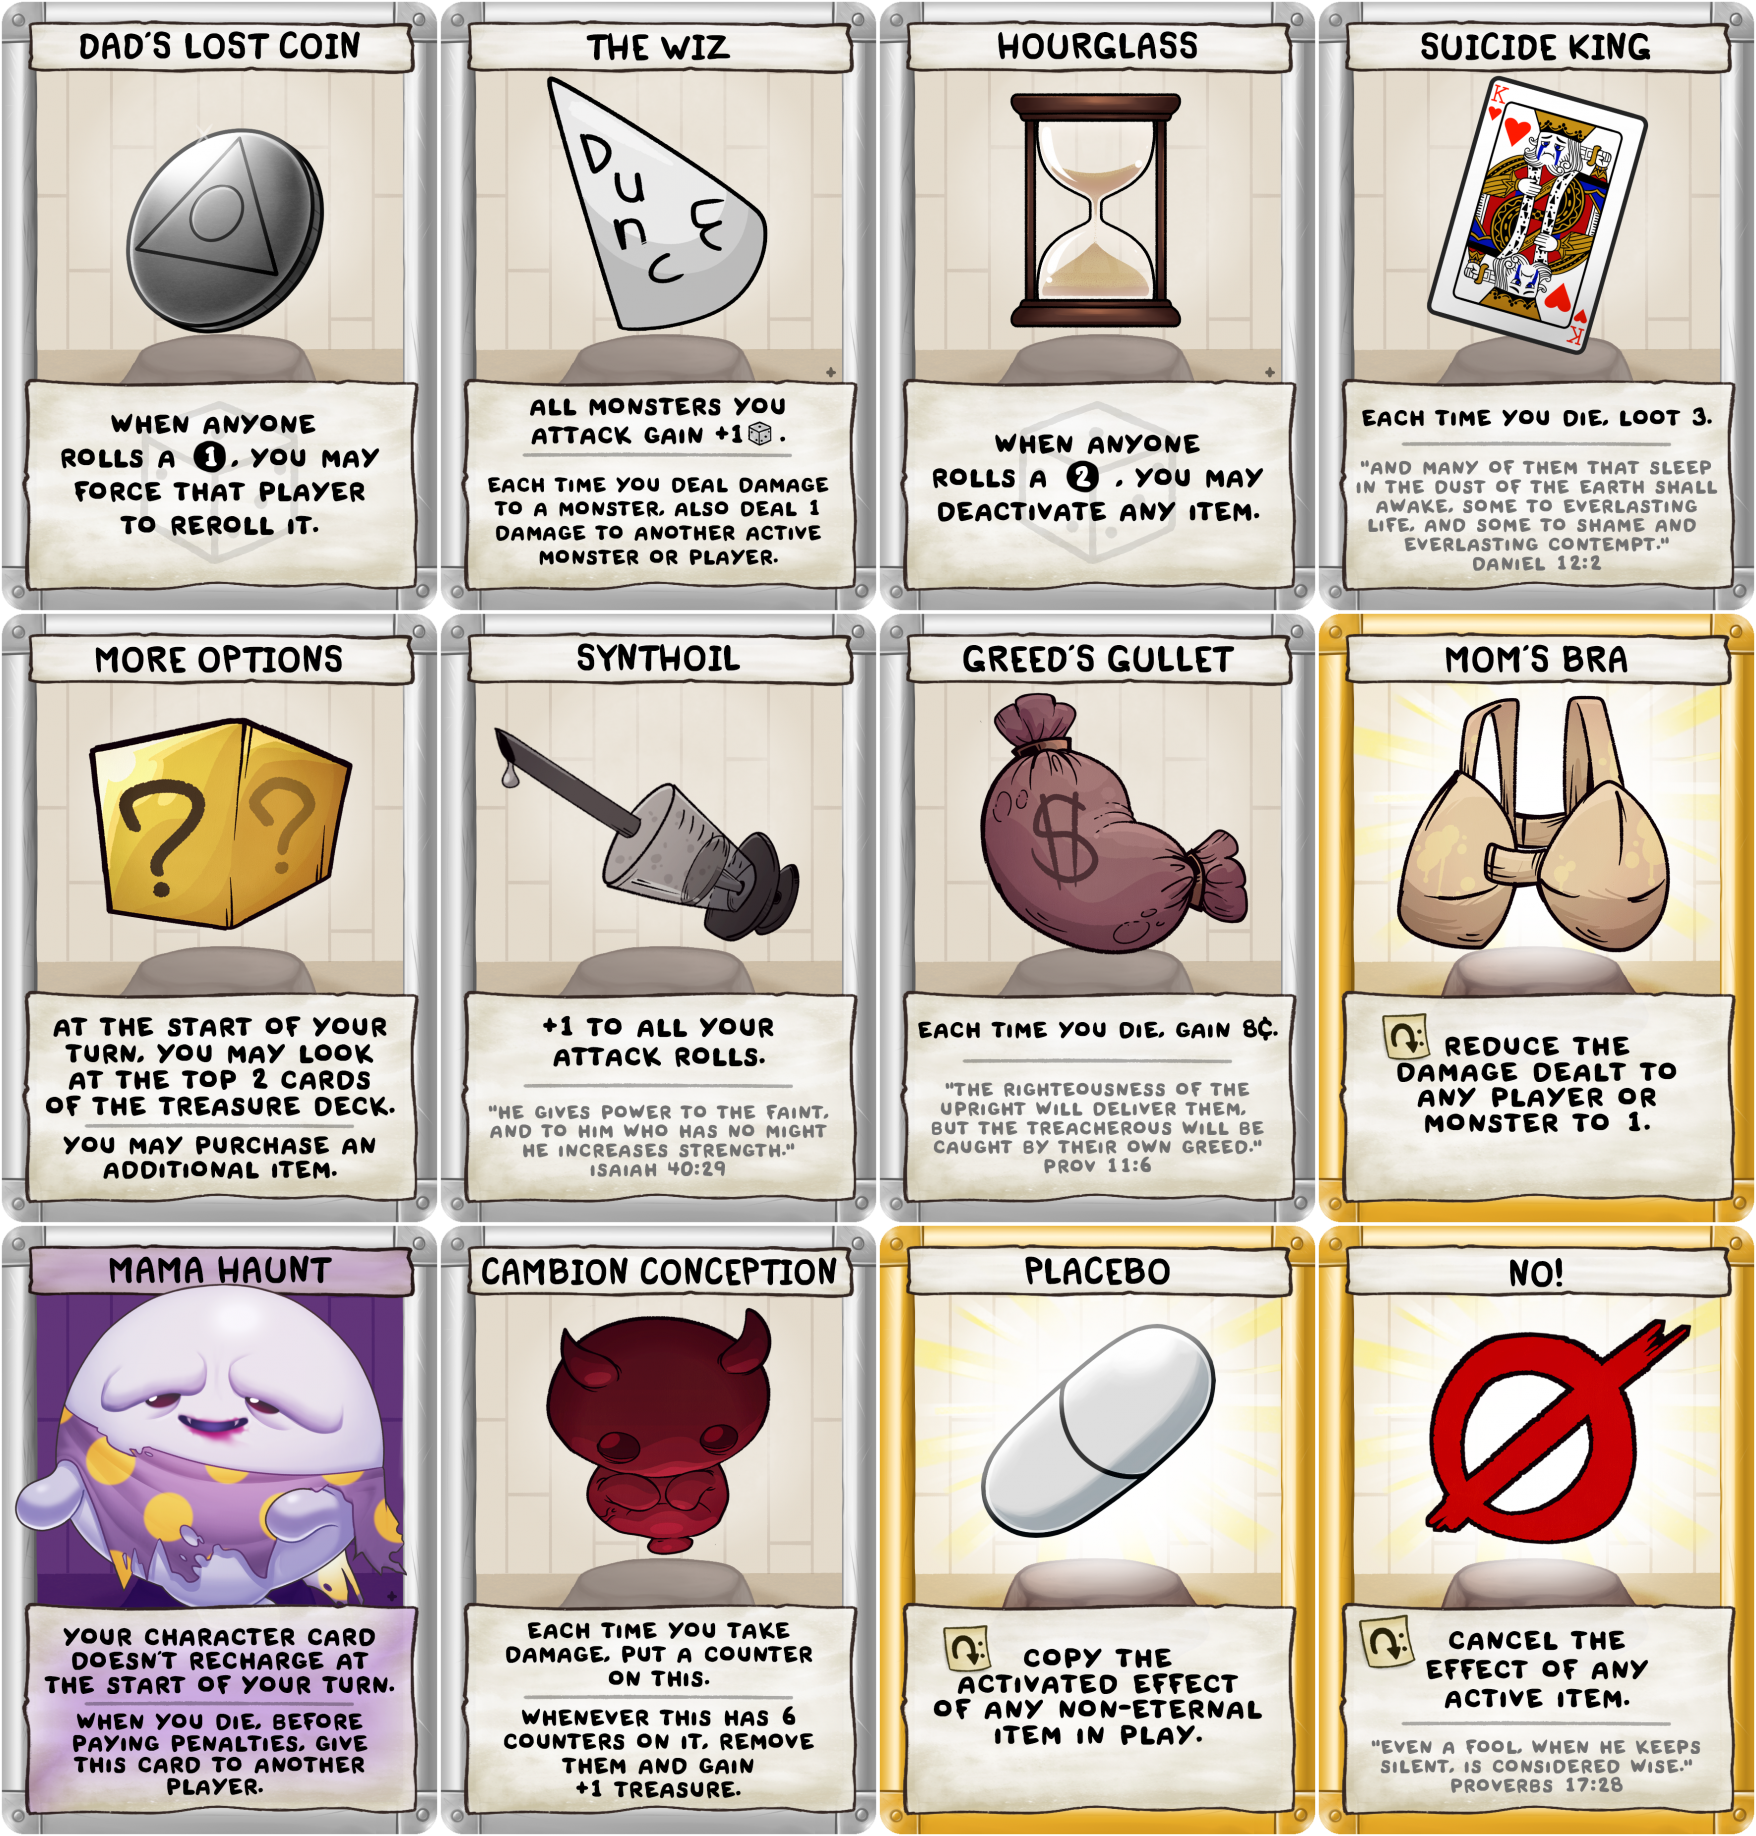 DAD'S LOST COIN
WHEN ANYONE
ROLLS A 1, YOU MAY
FORCE THAT PLAYER
TO REROLL IT.
THE WIZ
DUNCE
ALL MONSTERS YOU
ATTACK GAIN +1 .
EACH TIME YOU DEAL DAMAGE
TO A MONSTER, ALSO DEAL 1
DAMAGE TO ANOTHER ACTIVE
MONSTER OR PLAYER.
HOURGLASS
WHEN ANYONE
ROLLS A 2 , YOU MAY
DEACTIVATE ANY ITEM.
SUICIDE KING
K
K
EACH TIME YOU DIE, LOOT 3.
"AND MANY OF THEM THAT SLEEP
IN THE DUST OF THE EARTH SHALL
AWAKE, SOME TO EVERLASTING
LIFE, AND SOME TO SHAME AND
EVERLASTING CONTEMPT."
DANIEL 12:2
MORE OPTIONS
? ?
AT THE START OF YOUR
TURN, YOU MAY LOOK
AT THE TOP 2 CARDS
OF THE TREASURE DECK.
YOU MAY PURCHASE AN
ADDITIONAL ITEM.
SYNTHOIL
+1 TO ALL YOUR
ATTACK ROLLS.
"HE GIVES POWER TO THE FAINT,
AND TO HIM WHO HAS NO MIGHT
HE INCREASES STRENGTH."
ISAIAH 40:29
GREED'S GULLET
$
EACH TIME YOU DIE, GAIN 8¢.
"THE RIGHTEOUSNESS OF THE
UPRIGHT WILL DELIVER THEM,
BUT THE TREACHEROUS WILL BE
CAUGHT BY THEIR OWN GREED."
PROV 11:6
MOM'S BRA
REDUCE THE
DAMAGE DEALT TO
ANY PLAYER OR
MONSTER TO 1.
MAMA HAUNT
YOUR CHARACTER CARD
DOESN'T RECHARGE AT
THE START OF YOUR TURN.
WHEN YOU DIE, BEFORE
PAYING PENALTIES, GIVE
THIS CARD TO ANOTHER
PLAYER.
CAMBION CONCEPTION
EACH TIME YOU TAKE
DAMAGE, PUT A COUNTER
ON THIS.
WHENEVER THIS HAS 6
COUNTERS ON IT, REMOVE
THEM AND GAIN
+1 TREASURE.
PLACEBO
COPY THE
ACTIVATED EFFECT
OF ANY NON-ETERNAL
ITEM IN PLAY.
NO!
CANCEL THE
EFFECT OF ANY
ACTIVE ITEM.
"EVEN A FOOL, WHEN HE KEEPS
SILENT, IS CONSIDERED WISE."
PROVERBS 17:28